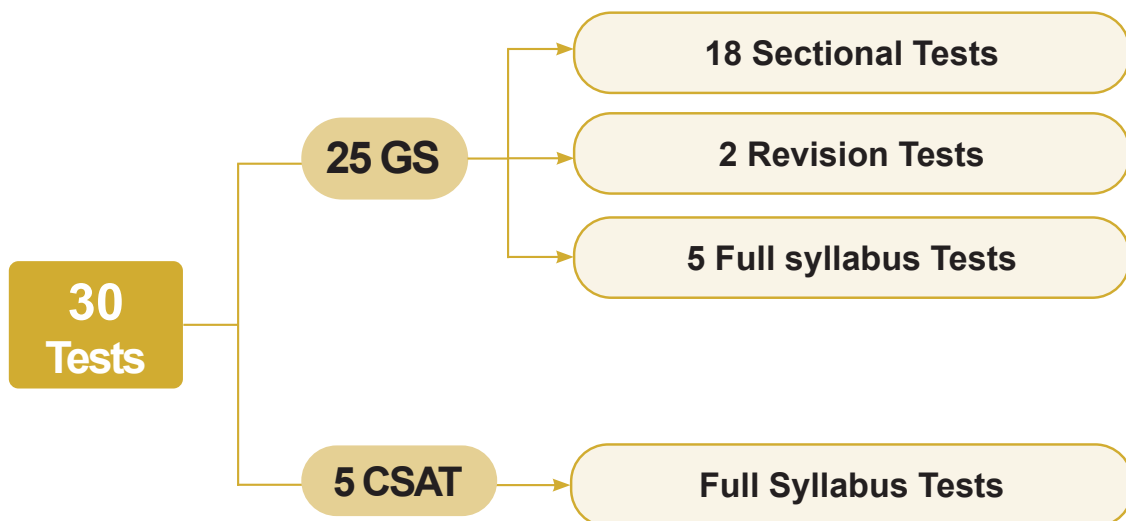 30
Tests
25 GS
18 Sectional Tests
2 Revision Tests
5 Full syllabus Tests
5 CSAT
Full Syllabus Tests